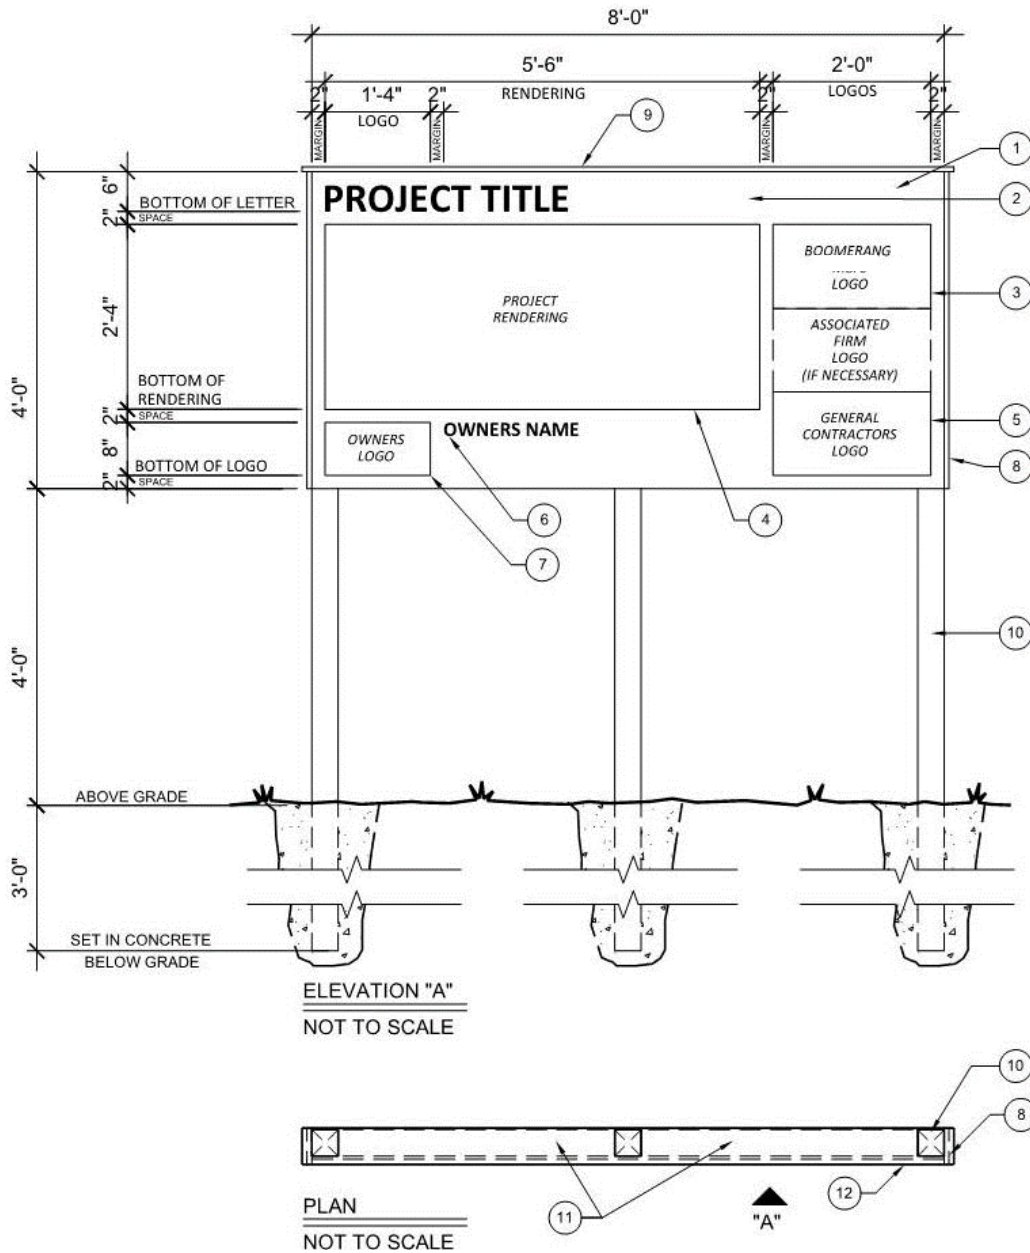 8'-0"
5'-6"
2'-0"
RENDERING
LOGOS
2"
1'-4"
2"
2"
2"
LOGO
MARGIN
MARGIN
MARGIN
MARGIN
9
1
6"
BOTTOM OF LETTER
2"
SPACE
PROJECT TITLE
2
BOOMERANG
LOGO
3
2'-4"
PROJECT
RENDERING
ASSOCIATED
FIRM
LOGO
(IF NECESSARY)
4'-0"
BOTTOM OF
RENDERING
2"
SPACE
GENERAL
CONTRACTORS
LOGO
5
8"
OWNERS
LOGO
OWNERS NAME
BOTTOM OF LOGO
8
2"
SPACE
6
4
7
10
4'-0"
ABOVE GRADE
3'-0"
SET IN CONCRETE
BELOW GRADE
ELEVATION "A"
NOT TO SCALE
10
8
PLAN
NOT TO SCALE
11
"A"
12